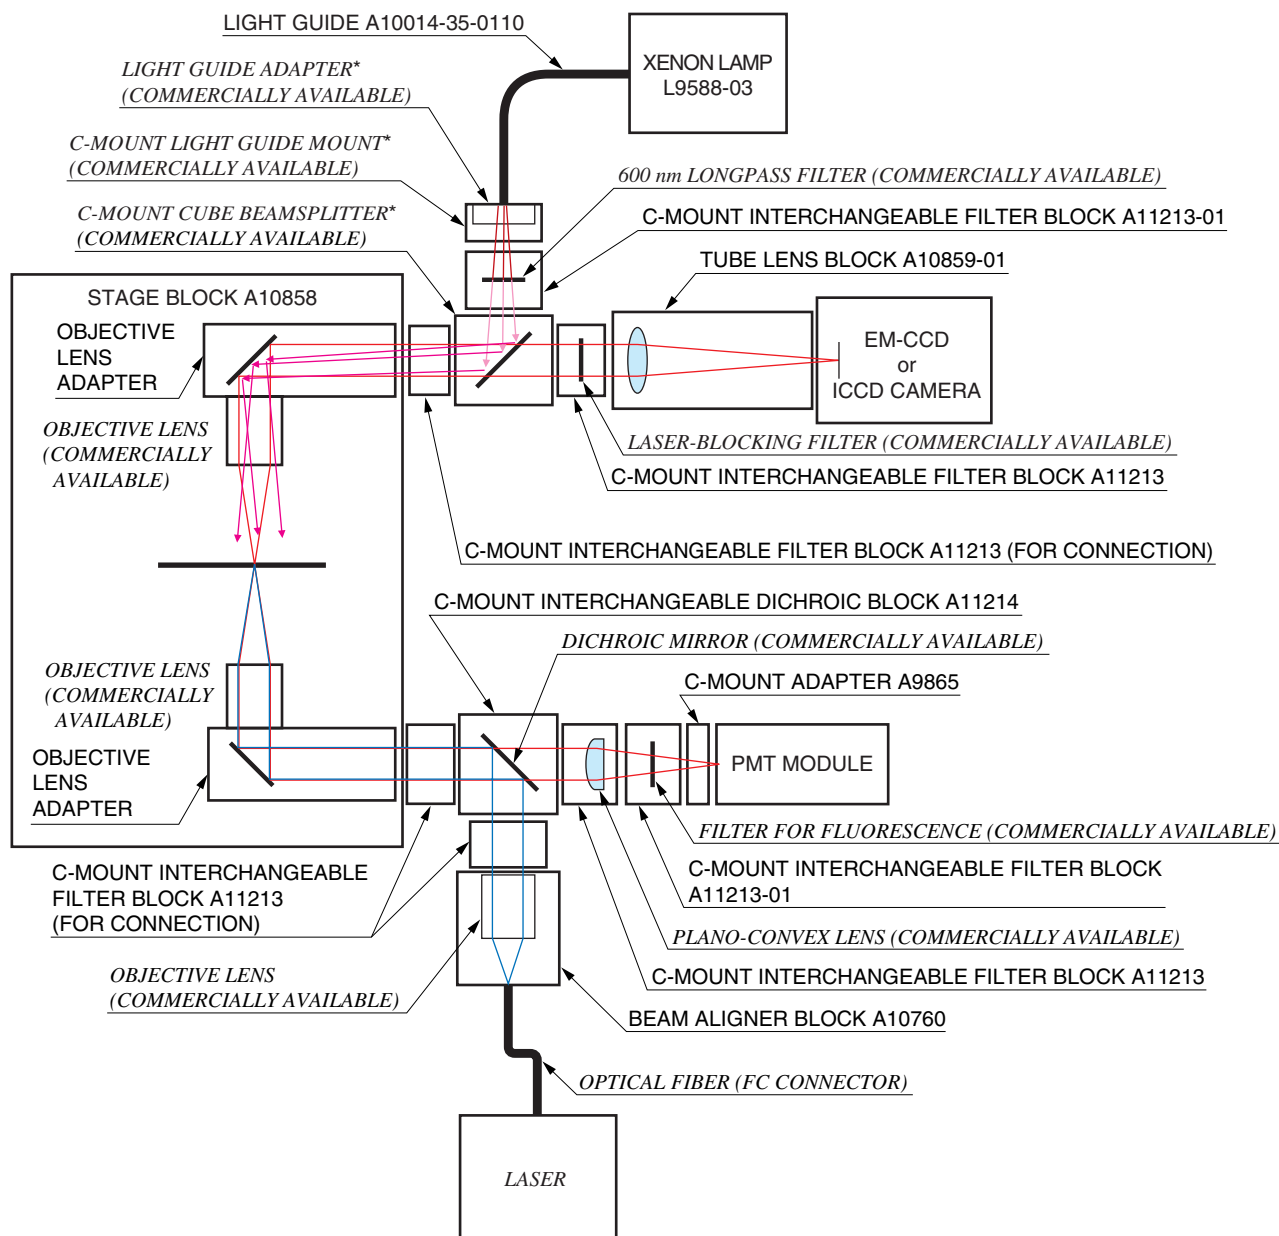 LIGHT GUIDE A10014-35-0110
XENON LAMP
L9588-03
LIGHT GUIDE ADAPTER*
(COMMERCIALLY AVAILABLE)
C-MOUNT LIGHT GUIDE MOUNT*
(COMMERCIALLY AVAILABLE)
600 nm LONGPASS FILTER (COMMERCIALLY AVAILABLE)
C-MOUNT CUBE BEAMSPLITTER*
(COMMERCIALLY AVAILABLE)
C-MOUNT INTERCHANGEABLE FILTER BLOCK A11213-01
TUBE LENS BLOCK A10859-01
STAGE BLOCK A10858
OBJECTIVE
LENS
ADAPTER
EM-CCD
or
ICCD CAMERA
OBJECTIVE LENS
(COMMERCIALLY
AVAILABLE)
LASER-BLOCKING FILTER (COMMERCIALLY AVAILABLE)
C-MOUNT INTERCHANGEABLE FILTER BLOCK A11213
C-MOUNT INTERCHANGEABLE FILTER BLOCK A11213 (FOR CONNECTION)
C-MOUNT INTERCHANGEABLE DICHROIC BLOCK A11214
DICHROIC MIRROR (COMMERCIALLY AVAILABLE)
OBJECTIVE LENS
(COMMERCIALLY
AVAILABLE)
C-MOUNT ADAPTER A9865
OBJECTIVE
LENS
ADAPTER
PMT MODULE
FILTER FOR FLUORESCENCE (COMMERCIALLY AVAILABLE)
C-MOUNT INTERCHANGEABLE
FILTER BLOCK A11213
(FOR CONNECTION)
C-MOUNT INTERCHANGEABLE FILTER BLOCK
A11213-01
PLANO-CONVEX LENS (COMMERCIALLY AVAILABLE)
OBJECTIVE LENS
(COMMERCIALLY AVAILABLE)
C-MOUNT INTERCHANGEABLE FILTER BLOCK A11213
BEAM ALIGNER BLOCK A10760
OPTICAL FIBER (FC CONNECTOR)
LASER